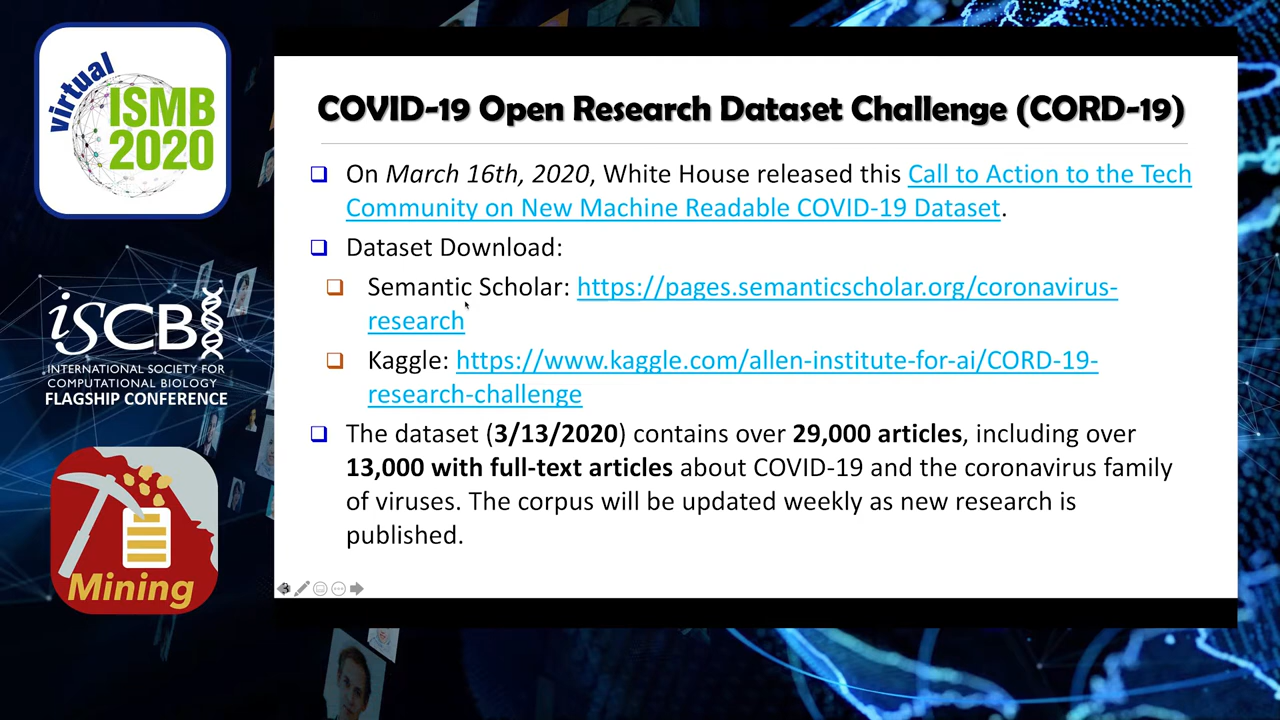 virtual
ISMB
2020
iSCB
INTERNATIONAL SOCIETY FOR
COMPUTATIONAL BIOLOGY
FLAGSHIP CONFERENCE
Mining
COVID-19 Open Research Dataset Challenge (CORD-19)
On March 16th, 2020, White House released this Call to Action to the Tech
Community on New Machine Readable COVID-19 Dataset.
Dataset Download:
Semantic Scholar: https://pages.semanticscholar.org/coronavirus-
research
Kaggle: https://www.kaggle.com/allen-institute-for-ai/CORD-19-
research-challenge
The dataset (3/13/2020) contains over 29,000 articles, including over
13,000 with full-text articles about COVID-19 and the coronavirus family
of viruses. The corpus will be updated weekly as new research is
published.